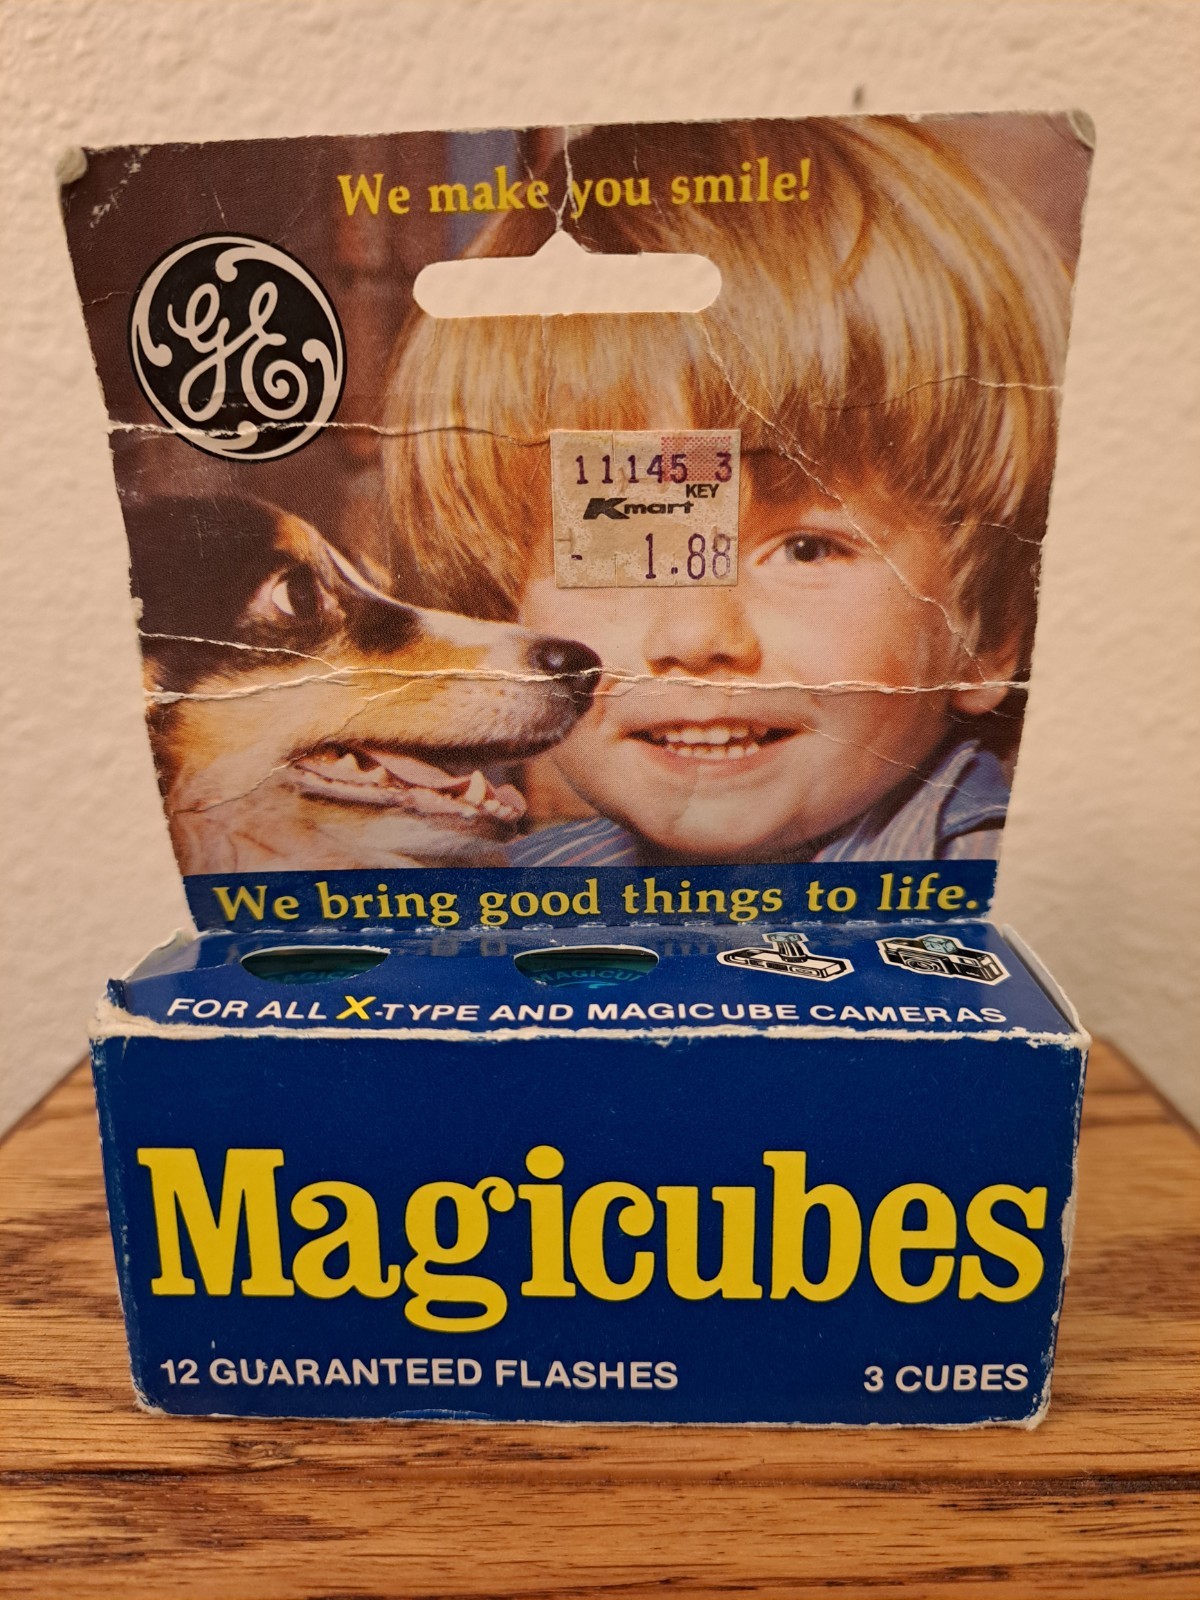 We make you smile!
GE
11145 3
KEY
Kmart
- 1.88
We bring good things to life.
MAGICUB
FOR ALL X-TYPE AND MAGICUBE CAMERAS
Magicubes
12 GUARANTEED FLASHES
3 CUBES